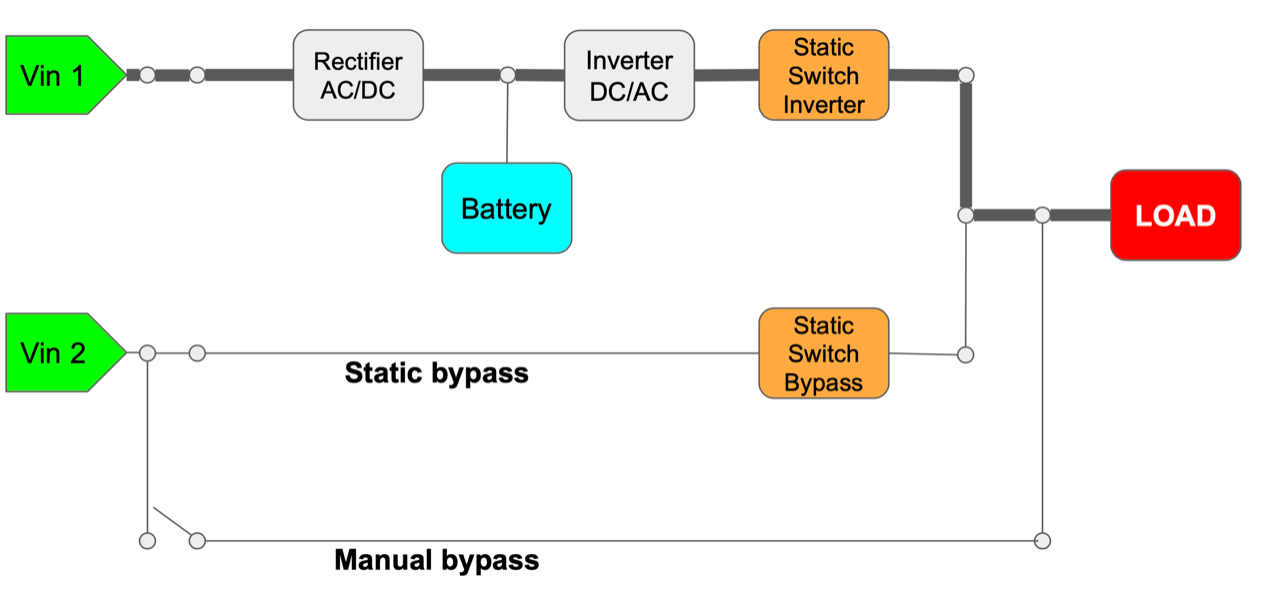 Vin 1
Rectifier
AC/DC
Inverter
DC/AC
Static
Switch
Inverter
Battery
LOAD
Vin 2
Static bypass
Static
Switch
Bypass
Manual bypass